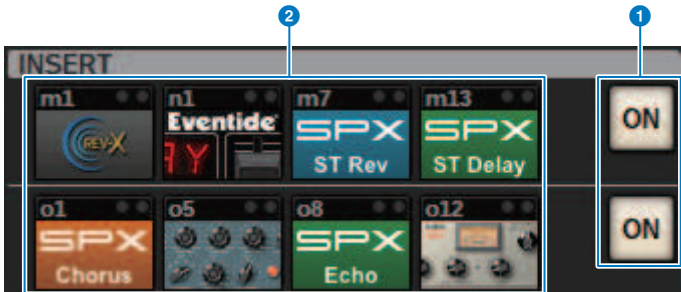 2
1
INSERT
m1
n1
m7
m13
REV-X
Eventide
SPX
SPX
ON
ST Rev
ST Delay
o1
o5
o8
o12
SPX
SPX
ON
Chorus
Echo